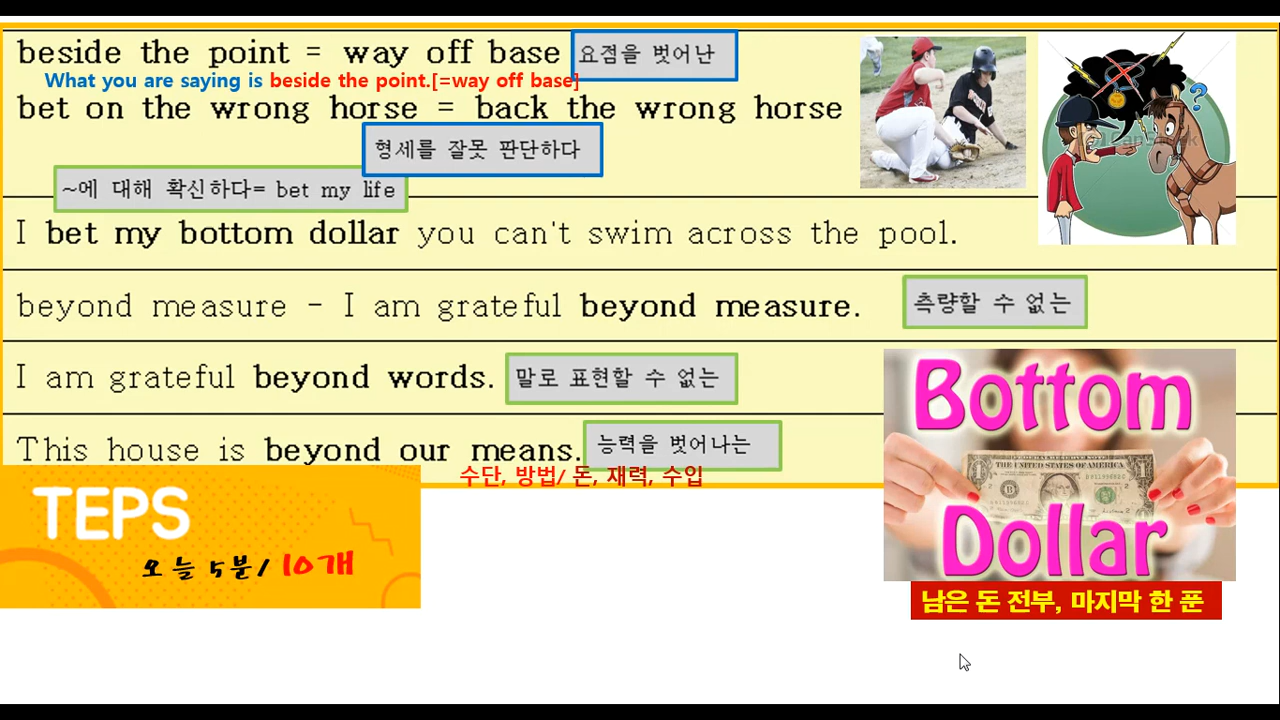 beside the point = way off base 요점을 벗어난
What you are saying is beside the point.[=way off base]
bet on the wrong horse = back the wrong horse
형세를 잘못 판단하다
~에 대해 확신하다= bet my life
I bet my bottom dollar you can't swim across the pool.
beyond measure - I am grateful beyond measure. 측량할 수 없는
I am grateful beyond words. 말로 표현할 수 없는
This house is beyond our means. 능력을 벗어나는
수단, 방법/ 돈, 재력, 수입
TEPS
오늘 5분/ 10개
Bottom
THE UNITED STATES OF AMERICA
Dollar
남은 돈 전부, 마지막 한 푼